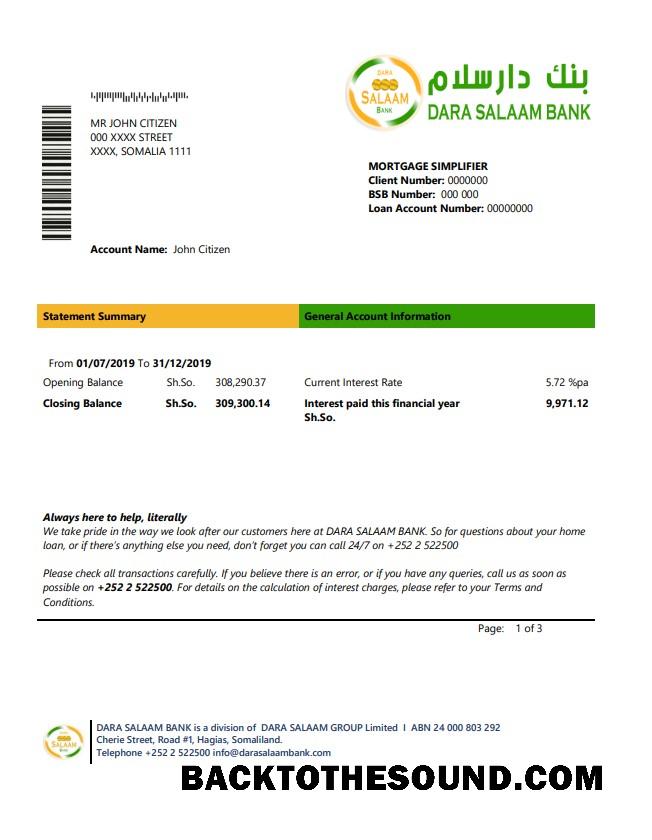 بنك دارسلام
DARA
SALAAM
BANK
DARA SALAAM BANK
MR JOHN CITIZEN
000 XXXX STREET
XXXX, SOMALIA 1111
MORTGAGE SIMPLIFIER
Client Number: 0000000
BSB Number: 000 000
Loan Account Number: 00000000
Account Name: John Citizen
Statement Summary
General Account Information
From 01/07/2019 To 31/12/2019
Opening Balance Sh.So. 308,290.37
Current Interest Rate 5.72 %pa
Closing Balance Sh.So. 309,300.14
Interest paid this financial year 9,971.12
Sh.So.
Always here to help, literally
We take pride in the way we look after our customers here at DARA SALAAM BANK. So for questions about your home
loan, or if there's anything else you need, don't forget you can call 24/7 on +252 2 522500
Please check all transactions carefully. If you believe there is an error, or if you have any queries, call us as soon as
possible on +252 2 522500. For details on the calculation of interest charges, please refer to your Terms and
Conditions.
Page: 1 of 3
SALAAM
DARA SALAAM BANK is a division of DARA SALAAM GROUP Limited I ABN 24 000 803 292
Cherie Street, Road #1, Hagias, Somaliland.
Telephone +252 2 522500 info@darasalaambank.com
BACKTOTHESOUND.COM